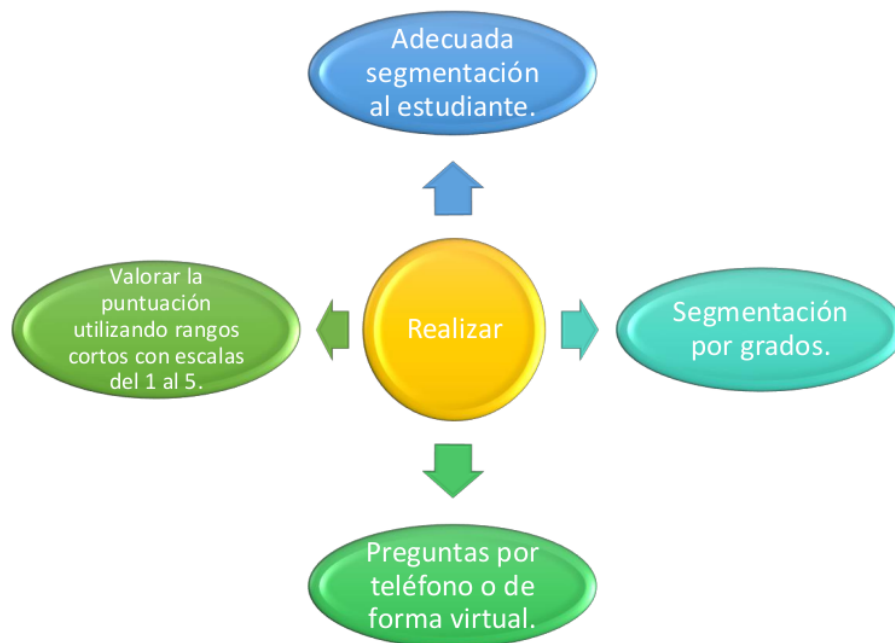 Adecuada
segmentación
al estudiante.
Valorar la
puntuación
utilizando rangos
cortos con escalas
del 1 al 5.
Realizar
Segmentación
por grados.
Preguntas por
teléfono o de
forma virtual.